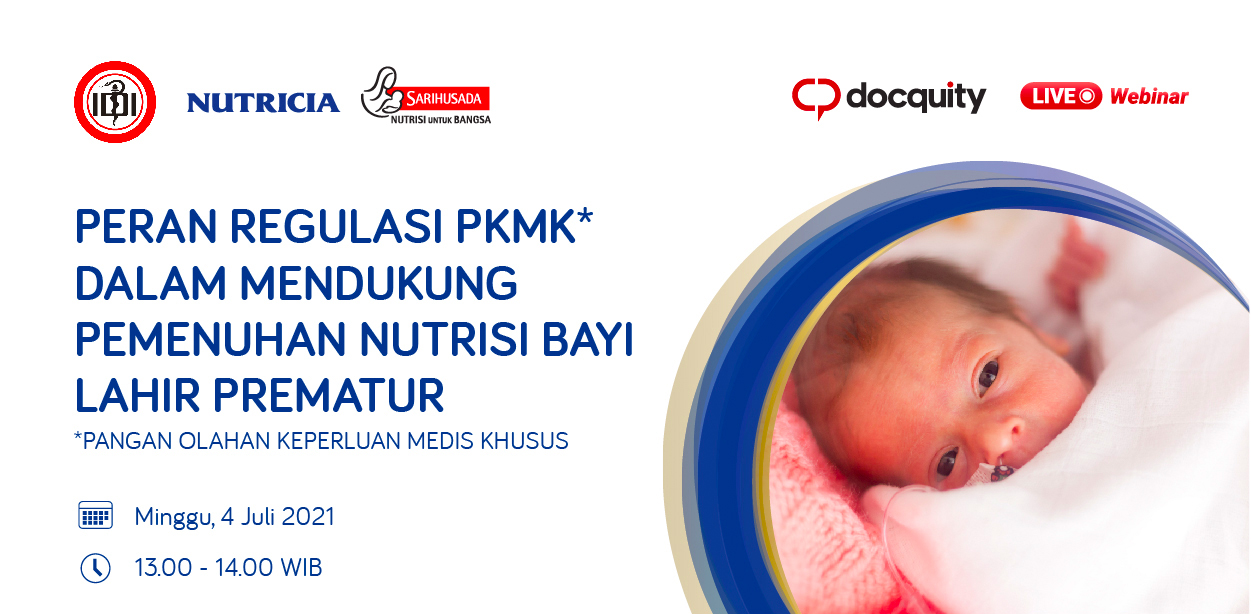 IDI
NUTRICIA
SARIHUSADA
NUTRISI UNTUK BANGSA
docquity
LIVE Webinar
PERAN REGULASI PKMK*
DALAM MENDUKUNG
PEMENUHAN NUTRISI BAYI
LAHIR PREMATUR
*PANGAN OLAHAN KEPERLUAN MEDIS KHUSUS
Minggu, 4 Juli 2021
13.00 - 14.00 WIB